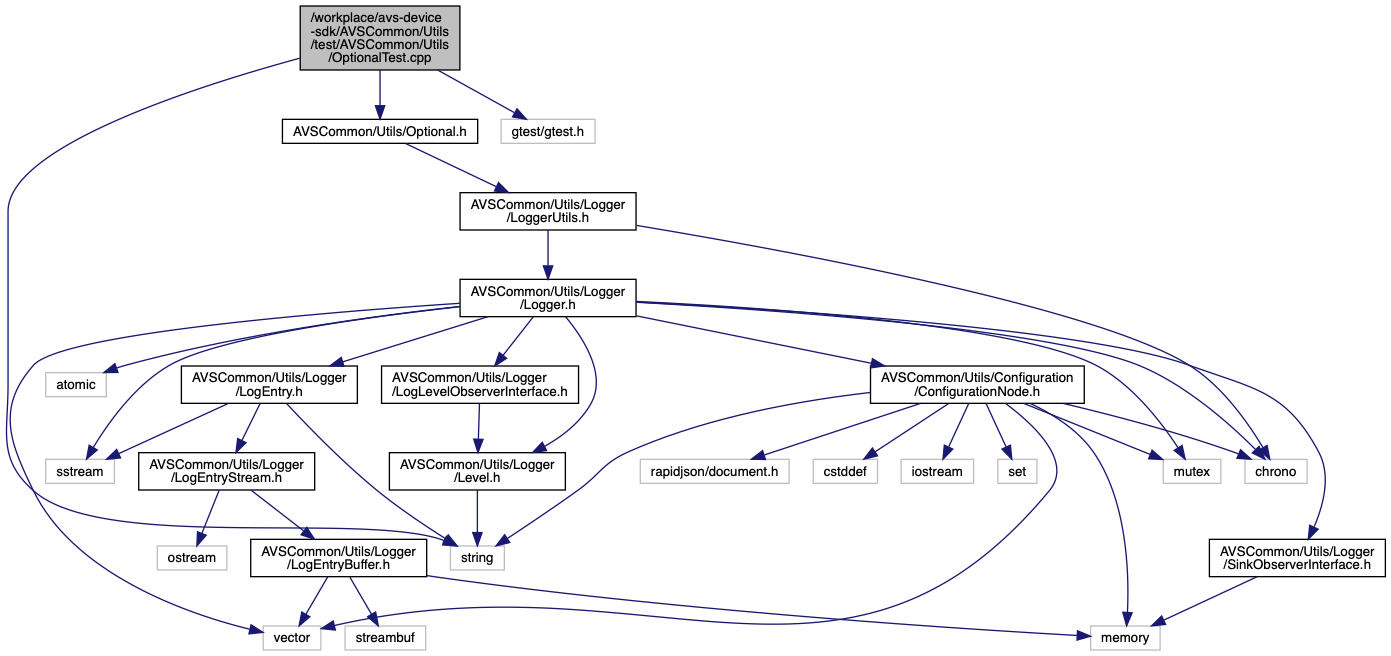 /workplace/avs-device
-sdk/AVSCommon/Utils
/test/AVSCommon/Utils
/OptionalTest.cpp
AVSCommon/Utils/Optional.h
gtest/gtest.h
AVSCommon/Utils/Logger
/LoggerUtils.h
AVSCommon/Utils/Logger
/Logger.h
atomic
AVSCommon/Utils/Logger
/LogEntry.h
AVSCommon/Utils/Logger
/LogLevelObserverInterface.h
AVSCommon/Utils/Configuration
/ConfigurationNode.h
sstream
AVSCommon/Utils/Logger
/LogEntryStream.h
AVSCommon/Utils/Logger
/Level.h
rapidjson/document.h
cstddef
iostream
set
mutex
chrono
ostream
AVSCommon/Utils/Logger
/LogEntryBuffer.h
string
AVSCommon/Utils/Logger
/SinkObserverInterface.h
vector
streambuf
memory